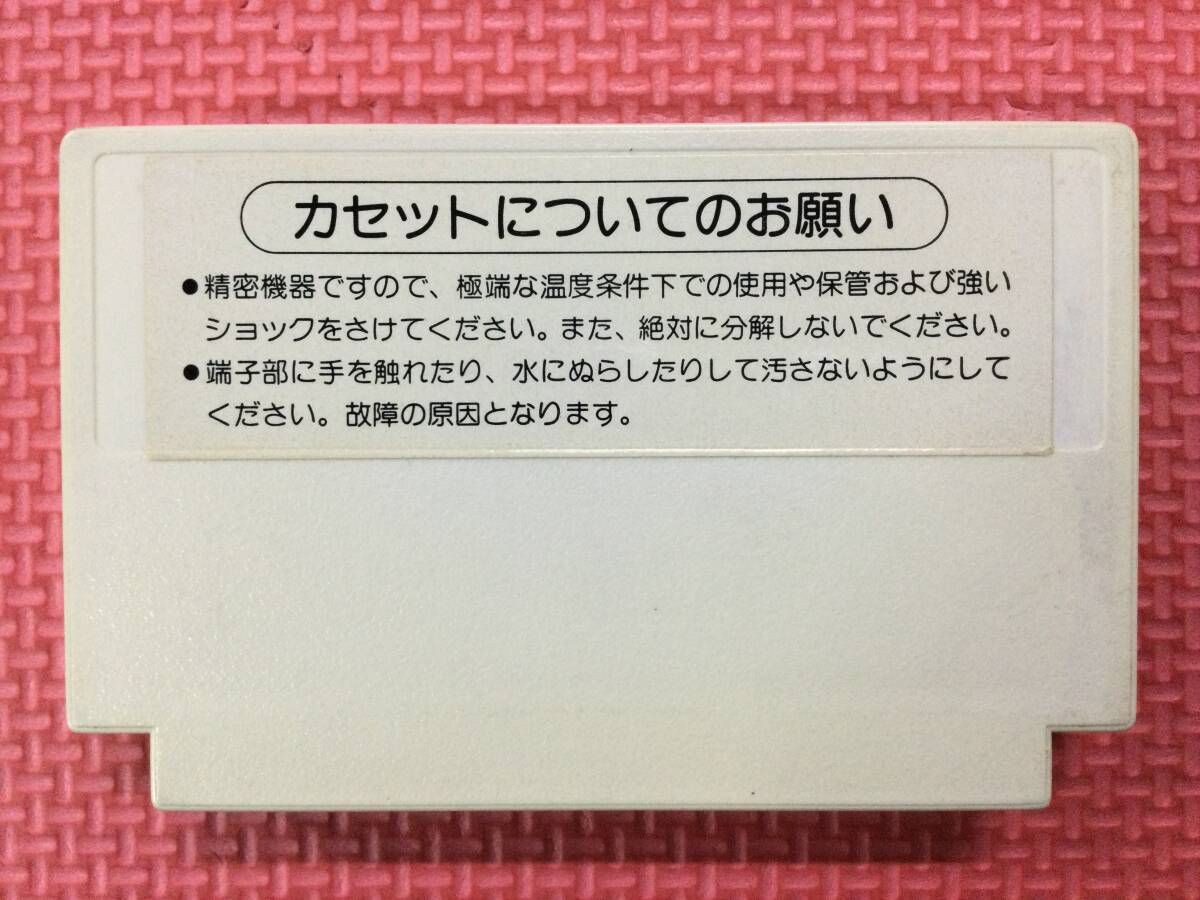 カセットについてのお願い
●精密機器ですので、極端な温度条件下での使用や保管および強い
ショックをさけてください。また、絶対に分解しないでください。
●端子部に手を触れたり、水にぬらしたりして汚さないようにして
ください。故障の原因となります。